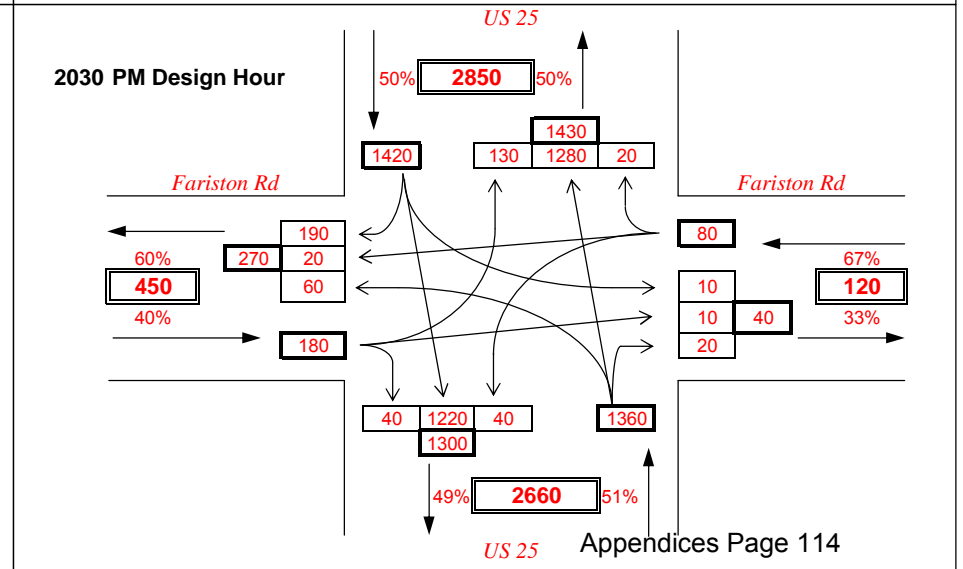 US 25
2030 PM Design Hour
50% 2850 50%
1430
1420 130 1280 20
Fariston Rd Fariston Rd
190 80
60% 270 20 67%
450 60 10 120
40% 10 40 33%
180 20
40 1220 40 1360
1300
49% 2660 51%
US 25 Appendices Page 114